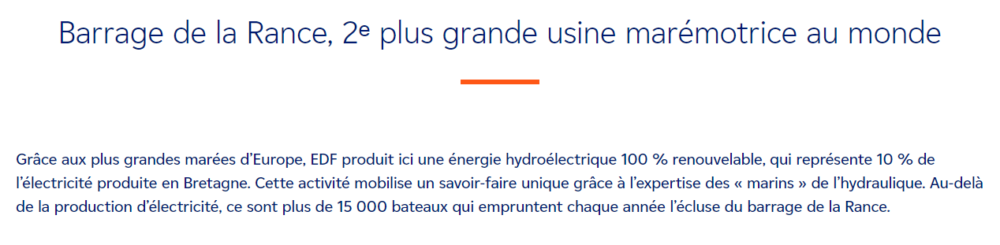 Barrage de la Rance, 2ᵉ plus grande usine marémotrice au monde
Grâce aux plus grandes marées d’Europe, EDF produit ici une énergie hydroélectrique 100 % renouvelable, qui représente 10 % de
l’électricité produite en Bretagne. Cette activité mobilise un savoir-faire unique grâce à l’expertise des « marins » de l’hydraulique. Au-delà
de la production d’électricité, ce sont plus de 15 000 bateaux qui empruntent chaque année l’écluse du barrage de la Rance.